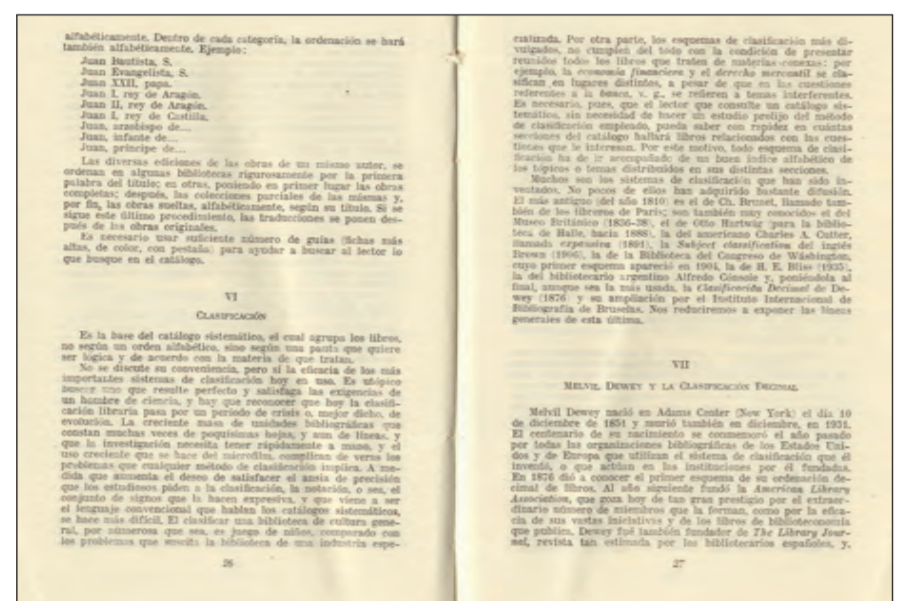 alfabéticamente. Dentro de cada categoría, la ordenación se hará
también alfabéticamente. Ejemplo:
Juan Bautista, S.
Juan Evangelista, S.
Juan XXII, papa.
Juan I, rey de Aragón.
Juan II, rey de Aragón.
Juan I, rey de Castilla.
Juan, arzobispo de...
Juan, infante de...
Juan, príncipe de...
Las diversas ediciones de las obras de un mismo autor, se
ordenan en algunas bibliotecas rigurosamente por la primera
palabra del título; en otras, poniendo en primer lugar las obras
completas; después, las colecciones parciales de las mismas y,
por fin, las obras sueltas, alfabéticamente, según su título. Si se
sigue este último procedimiento, las traducciones se ponen des-
pués de las obras originales.
Es necesario usar suficiente número de guías (fichas más
altas, de color, con pestaña) para ayudar a buscar al lector lo
que busque en el catálogo.
VI
CLASIFICACIÓN
Es la base del catálogo sistemático, el cual agrupa los libros,
no según un orden alfabético, sino según una pauta que quiere
ser lógica y de acuerdo con la materia de que tratan.
No se discute su conveniencia, pero sí la eficacia de los más
importantes sistemas de clasificación hoy en uso. Es utópico
buscar uno que resulte perfecto y satisfaga las exigencias de
un hombre de ciencia, y hay que reconocer que hoy la clasifi-
cación libraria pasa por un período de crisis o, mejor dicho, de
evolución. La creciente masa de unidades bibliográficas que
constan muchas veces de poquísimas hojas, y aun de líneas, y
que la investigación necesita tener rápidamente a mano, y el
uso creciente que se hace del microfilm, complican de veras los
problemas que cualquier método de clasificación implica. A me-
dida que aumenta el deseo de satisfacer el ansia de precisión
que los estudiosos piden a la clasificación, la notación, o sea, el
conjunto de signos que la hacen expresiva, y que viene a ser
el lenguaje convencional que hablan los catálogos sistemáticos,
se hace más difícil. El clasificar una biblioteca de cultura gene-
ral, por númerosa que sea, es juego de niños, comparado con
los problemas que suscita la biblioteca de una industria espe-
26
cializada. Por otra parte, los esquemas de clasificación más di-
vulgados, no cumplen del todo con la condición de presentar
reunidos todos los libros que traten de materias conexas: por
ejemplo, la economía financiera y el derecho mercantil se cla-
sifican en lugares distintos, a pesar de que en las cuestiones
referentes a la banca, v. g., se refieren a temas interferentes.
Es necesario, pues, que el lector que consulte un catálogo sis-
temático, sin necesidad de hacer un estudio prolijo del método
de clasificación empleado, pueda saber con rapidez en cuántas
secciones del catálogo hallará libros relacionados con las cues-
tiones que le interesan. Por este motivo, todo esquema de clasi-
ficación ha de ir acompañado de un buen índice alfabético de
los tópicos o temas distribuidos en sus distintas secciones.
Muchos son los sistemas de clasificación que han sido in-
ventados. No pocos de ellos han adquirido bastante difusión.
El más antiguo (del año 1810) es el de Ch. Brunet, llamado tam-
bién de los libreros de París; son también muy conocidos el del
Museo Británico (1836-38), el de Otto Hartwig (para la biblio-
teca de Halle, hacia 1888), la del americano Charles A. Cutter,
llamada expansiva (1891), la Subject classification del inglés
Brown (1906), la de la Biblioteca del Congreso de Wáshington,
cuyo primer esquema apareció en 1904, la de H. E. Bliss (1935),
la del bibliotecario argentino Alfredo Cónsole y, poniéndola al
final, aunque sea la más usada, la Clasificación Decimal de De-
wey (1876) y su ampliación por el Instituto Internacional de
Bibliografía de Bruselas. Nos reduciremos a exponer las líneas
generales de esta última.
VII
MELVIL DEWEY Y LA CLASIFICACIÓN DECIMAL
Melvil Dewey nació en Adams Center (New York) el día 10
de diciembre de 1851 y murió también en diciembre, en 1931.
El centenario de su nacimiento se conmemoró el año pasado
por todas las organizaciones bibliográficas de los Estados Uni-
dos y de Europa que utilizan el sistema de clasificación que él
inventó, o que actúan en las instituciones por él fundadas.
En 1876 dió a conocer el primer esquema de su ordenación de-
cimal de libros. Al año siguiente fundó la American Library
Association, que goza hoy de tan gran prestigio por el extraor-
dinario número de miembros que la forman, como por la efica-
cia de sus vastas iniciativas y de los libros de biblioteconomía
que publica. Dewey fué también fundador de The Library Jour-
nal, revista tan estimada por los bibliotecarios españoles, y,
27